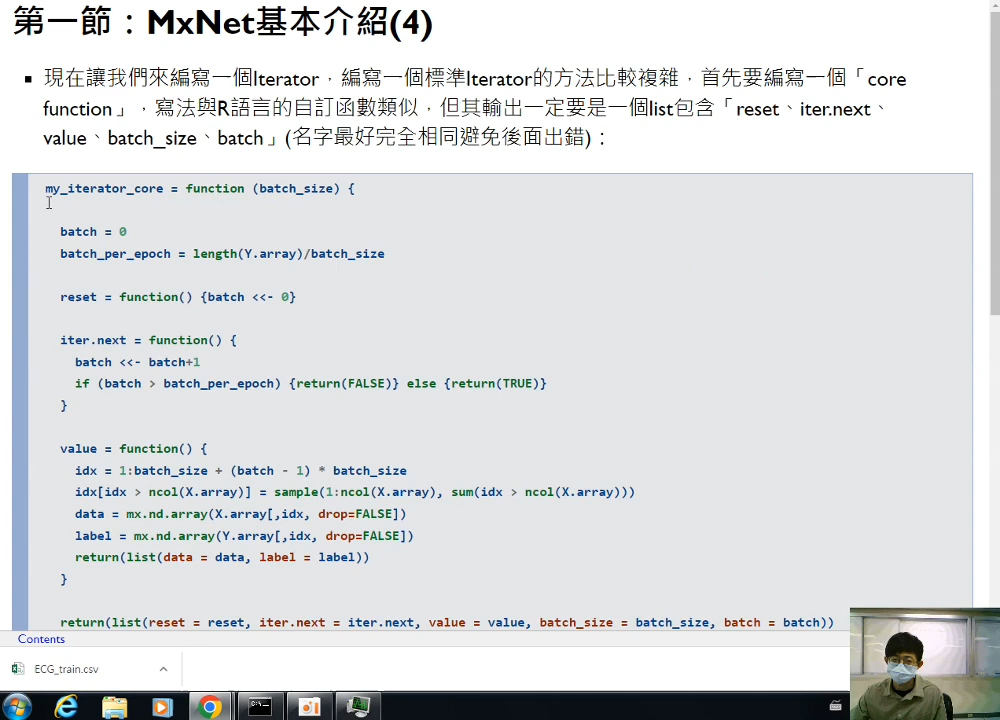 第一節：MxNet基本介紹(4)
▪ 現在讓我們來編寫一個Iterator，編寫一個標準Iterator的方法比較複雜，首先要編寫一個「core
function」，寫法與R語言的自訂函數類似，但其輸出一定要是一個list包含「reset、iter.next、
value、batch_size、batch」(名字最好完全相同避免後面出錯)：
my_iterator_core = function (batch_size) {
batch = 0
batch_per_epoch = length(Y.array)/batch_size
reset = function() {batch <<- 0}
iter.next = function() {
batch <<- batch+1
if (batch > batch_per_epoch) {return(FALSE)} else {return(TRUE)}
}
value = function() {
idx = 1:batch_size + (batch - 1) * batch_size
idx[idx > ncol(X.array)] = sample(1:ncol(X.array), sum(idx > ncol(X.array)))
data = mx.nd.array(X.array[,idx, drop=FALSE])
label = mx.nd.array(Y.array[,idx, drop=FALSE])
return(list(data = data, label = label))
}
return(list(reset = reset, iter.next = iter.next, value = value, batch_size = batch_size, batch = batch))
Contents
ECG_train.csv